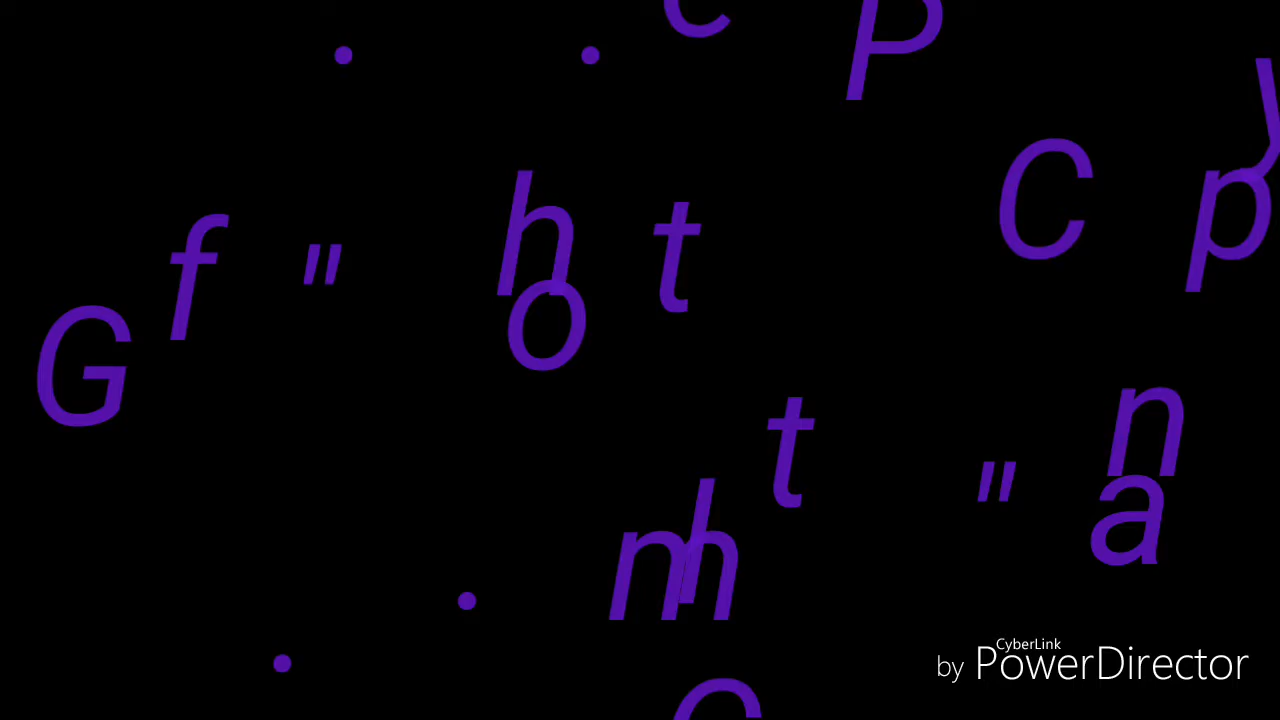 . . c P
y
h C p
f " t
G o
t n
" a
l
m
.
.
CyberLink
by PowerDirector